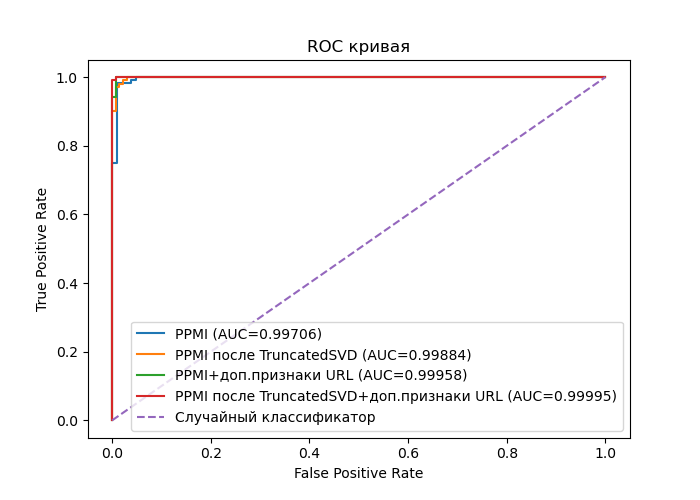 ROC кривая
True Positive Rate
1.0
0.8
0.6
0.4
0.2
0.0
PPMI (AUC=0.99706)
PPMI после TruncatedSVD (AUC=0.99884)
PPMI+доп.признаки URL (AUC=0.99958)
PPMI после TruncatedSVD+доп.признаки URL (AUC=0.99995)
Случайный классификатор
0.0 0.2 0.4 0.6 0.8 1.0
False Positive Rate